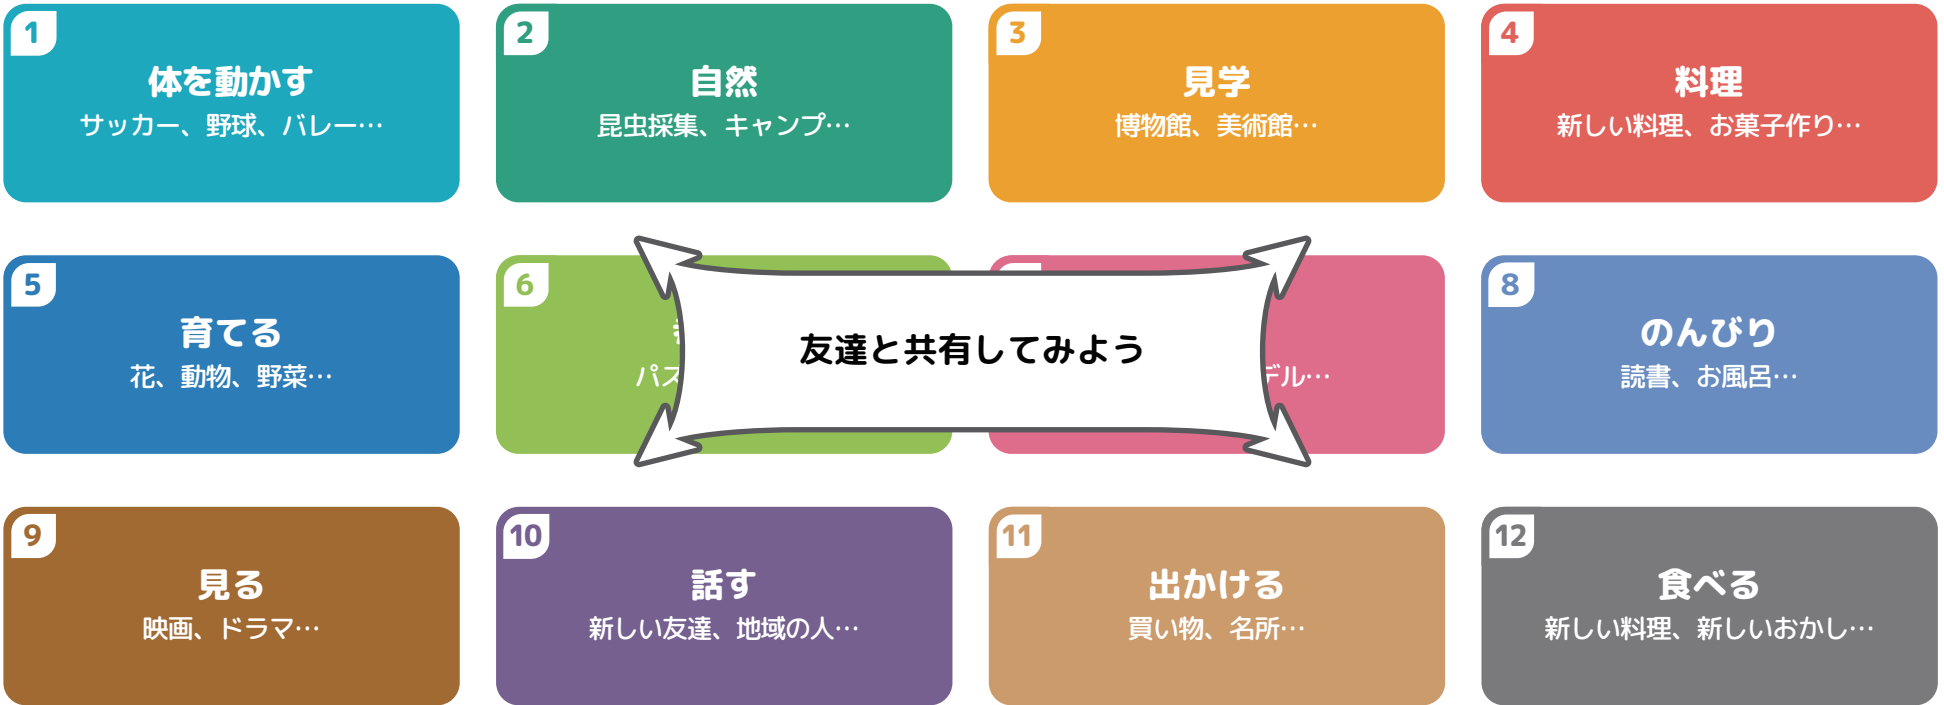 1
体を動かす
サッカー、野球、バレー…
2
自然
昆虫採集、キャンプ…
3
見学
博物館、美術館…
4
料理
新しい料理、お菓子作り…
5
育てる
花、動物、野菜…
6
パス
友達と共有してみよう
デル…
8
のんびり
読書、お風呂…
9
見る
映画、ドラマ…
10
話す
新しい友達、地域の人…
11
出かける
買い物、名所…
12
食べる
新しい料理、新しいおかし…